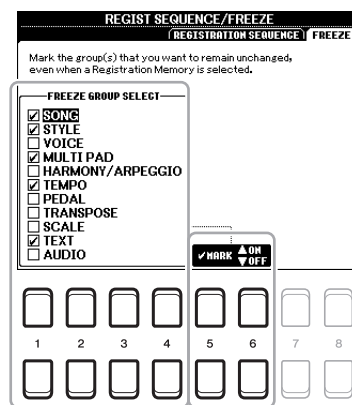 REGIST SEQUENCE/FREEZE
REGISTRATION SEQUENCE FREEZE
Mark the group(s) that you want to remain unchanged,
even when a Registration Memory is selected.
FREEZE GROUP SELECT
SONG
STYLE
VOICE
MULTI PAD
HARMONY/ARPEGGIO
TEMPO
PEDAL
TRANSPOSE
SCALE
TEXT
AUDIO
✓MARK ▲ON
▼OFF
1 2 3 4 5 6 7 8